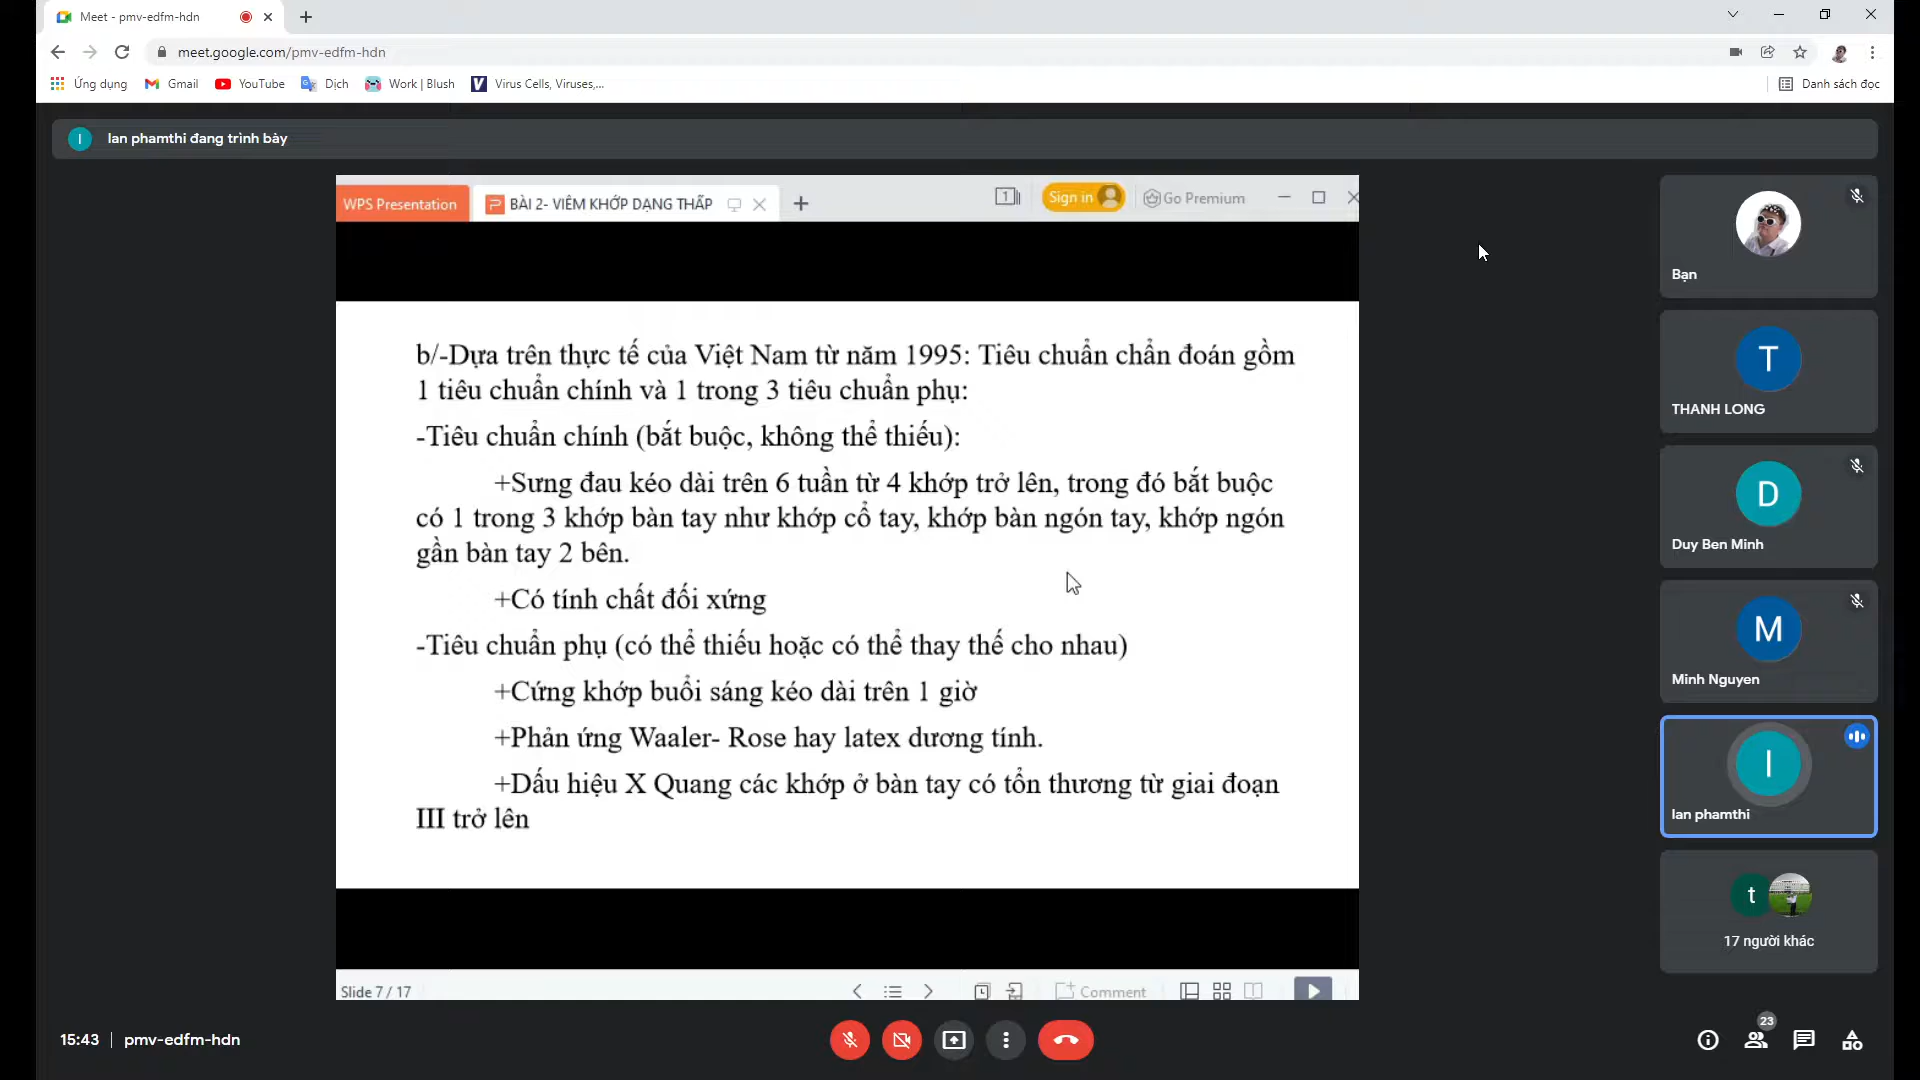 Meet - pmv-edfm-hdn
meet.google.com/pmv-edfm-hdn
Ứng dụng
Gmail
YouTube
Dịch
Work | Blush
V
Virus Cells, Viruses,...
Danh sách đọc
I
lan phamthi đang trình bày
WPS Presentation
BÀI 2- VIÊM KHỚP DẠNG THẤP
1
Sign in
Go Premium
b/-Dựa trên thực tế của Việt Nam từ năm 1995: Tiêu chuẩn chẩn đoán gồm
1 tiêu chuẩn chính và 1 trong 3 tiêu chuẩn phụ:
-Tiêu chuẩn chính (bắt buộc, không thể thiếu):
+Sưng đau kéo dài trên 6 tuần từ 4 khớp trở lên, trong đó bắt buộc
có 1 trong 3 khớp bàn tay như khớp cổ tay, khớp bàn ngón tay, khớp ngón
gần bàn tay 2 bên.
+Có tính chất đối xứng
-Tiêu chuẩn phụ (có thể thiếu hoặc có thể thay thế cho nhau)
+Cứng khớp buổi sáng kéo dài trên 1 giờ
+Phản ứng Waaler- Rose hay latex dương tính.
+Dấu hiệu X Quang các khớp ở bàn tay có tổn thương từ giai đoạn
III trở lên
Slide 7 / 17
Comment
Bạn
T
THANH LONG
D
Duy Ben Minh
M
Minh Nguyen
I
lan phamthi
t
17 người khác
15:43
pmv-edfm-hdn
23